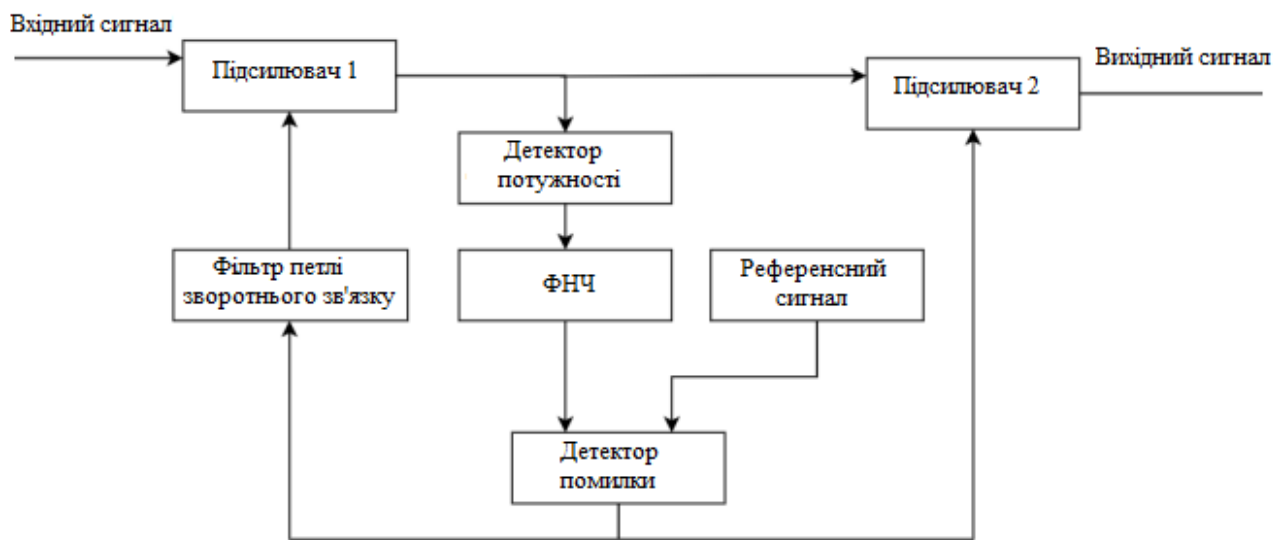 Вхідний сигнал
Підсилювач 1
Вихідний сигнал
Підсилювач 2
Детектор
потужності
Фільтр петлі
зворотнього зв'язку
ФНЧ
Референсний
сигнал
Детектор
помилки